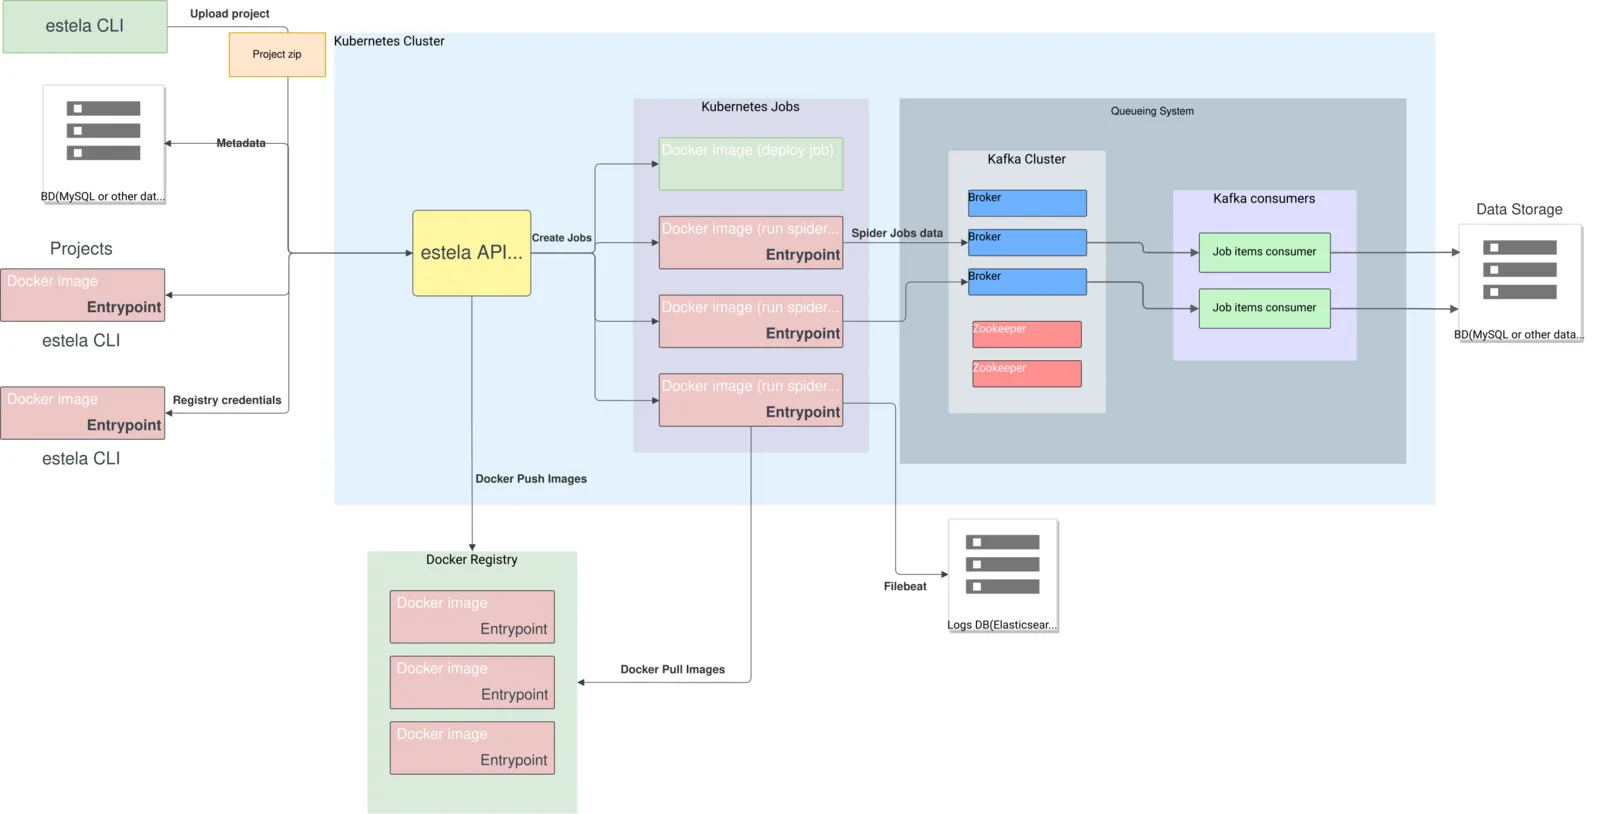 estela CLI
Upload project
Project zip
Metadata
BD(MySQL or other dat...
Projects
Docker image
Entrypoint
estela CLI
Docker image
Entrypoint
estela CLI
Registry credentials
Kubernetes Cluster
estela API...
Create Jobs
Kubernetes Jobs
Docker image (deploy job)
Docker image (run spider...
Entrypoint
Docker image (run spider...
Entrypoint
Docker image (run spider...
Entrypoint
Spider Jobs data
Queueing System
Kafka Cluster
Broker
Broker
Broker
Zookeeper
Zookeeper
Kafka consumers
Job items consumer
Job items consumer
Data Storage
BD(MySQL or other data...
Docker Push Images
Docker Registry
Docker image
Entrypoint
Docker image
Entrypoint
Docker image
Entrypoint
Docker Pull Images
Filebeat
Logs DB(Elasticsear...